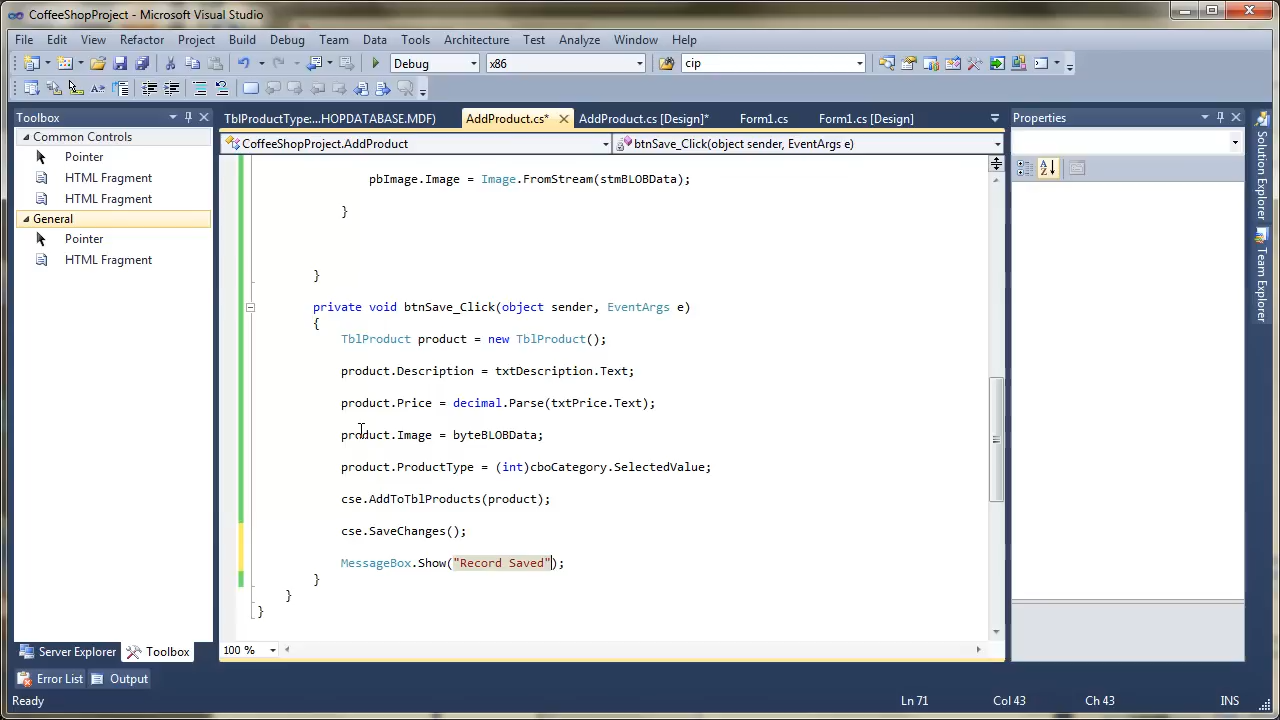 CoffeeShopProject - Microsoft Visual Studio
File Edit View Refactor Project Build Debug Team Data Tools Architecture Test Analyze Window Help
Debug x86 cip
Toolbox
Common Controls
Pointer
HTML Fragment
HTML Fragment
General
Pointer
HTML Fragment
Server Explorer Toolbox
TblProductType:...HOPDATABASE.MDF) AddProduct.cs* AddProduct.cs [Design]* Form1.cs Form1.cs [Design]
CoffeeShopProject.AddProduct btnSave_Click(object sender, EventArgs e)
pbImage.Image = Image.FromStream(stmBLOBData);
}
}
private void btnSave_Click(object sender, EventArgs e)
{
TblProduct product = new TblProduct();
product.Description = txtDescription.Text;
product.Price = decimal.Parse(txtPrice.Text);
product.Image = byteBLOBData;
product.ProductType = (int)cboCategory.SelectedValue;
cse.AddToTblProducts(product);
cse.SaveChanges();
MessageBox.Show("Record Saved");
}
}
}
100 %
Properties
Solution Explorer
Team Explorer
Error List Output
Ready Ln 71 Col 43 Ch 43 INS